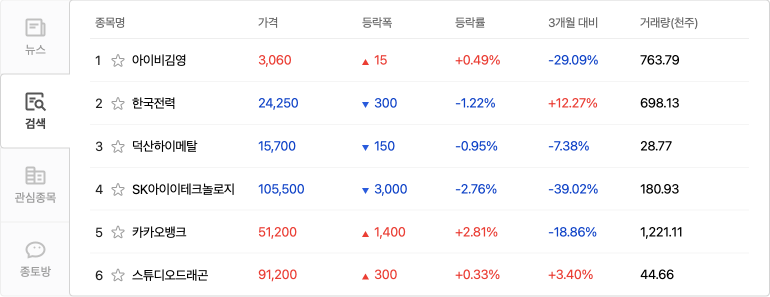 뉴스
검색
관심종목
종토방
종목명 가격 등락폭 등락률 3개월 대비 거래량(천주)
1 ☆ 아이비김영 3,060 ▲ 15 +0.49% -29.09% 763.79
2 ☆ 한국전력 24,250 ▼ 300 -1.22% +12.27% 698.13
3 ☆ 덕산하이메탈 15,700 ▼ 150 -0.95% -7.38% 28.77
4 ☆ SK아이이테크놀로지 105,500 ▼ 3,000 -2.76% -39.02% 180.93
5 ☆ 카카오뱅크 51,200 ▲ 1,400 +2.81% -18.86% 1,221.11
6 ☆ 스튜디오드래곤 91,200 ▲ 300 +0.33% +3.40% 44.66